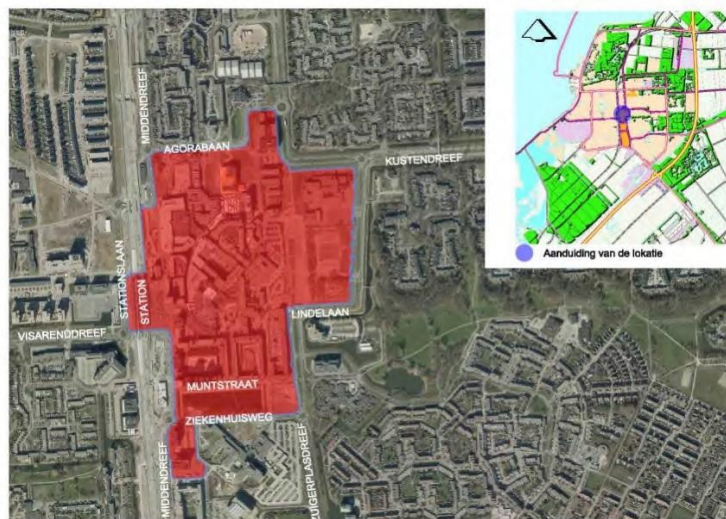 MIDDENDREEF
AGORABAAN
KUSTENDREEF
STATIONSLAAN
STATION
LINDELAAN
VISARENDDREEF
MUNTSTRAAT
ZIEKENHUISWEG
MIDDENDREEF
ZUIGERPLASDREEF
Aanduiding van de lokatie